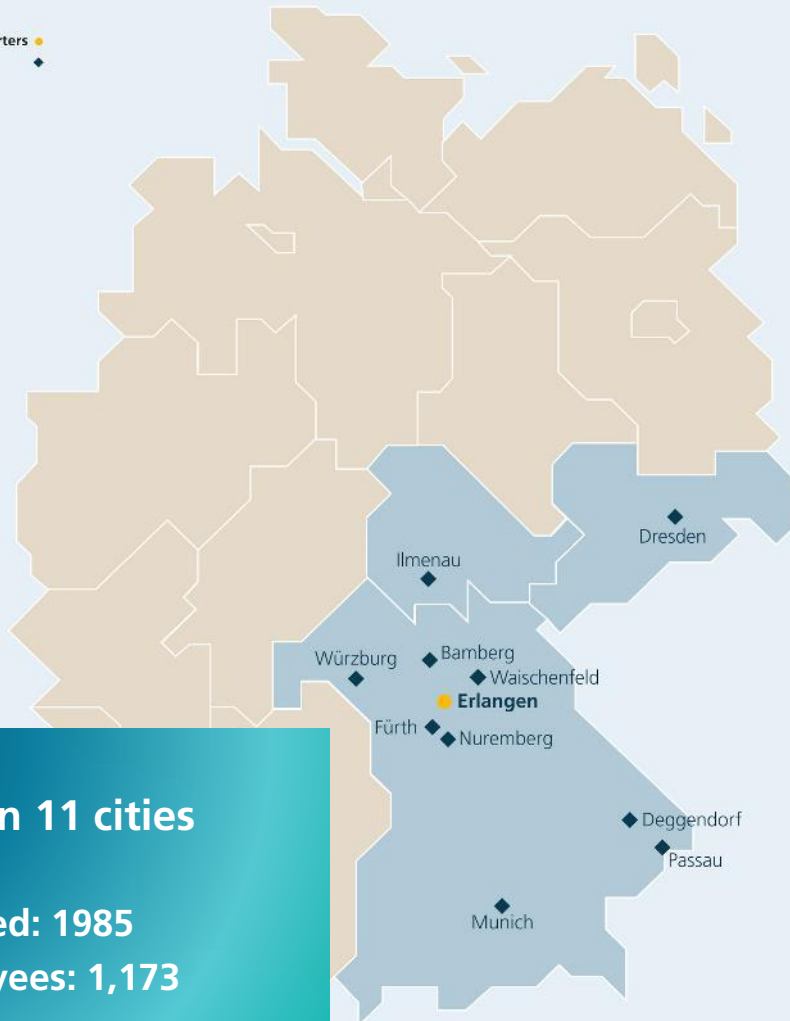 rters
Ilmenau
Dresden
Würzburg
Bamberg
Waischenfeld
Erlangen
Fürth
Nuremberg
Deggendorf
Passau
Munich
n 11 cities
ed: 1985
yees: 1,173